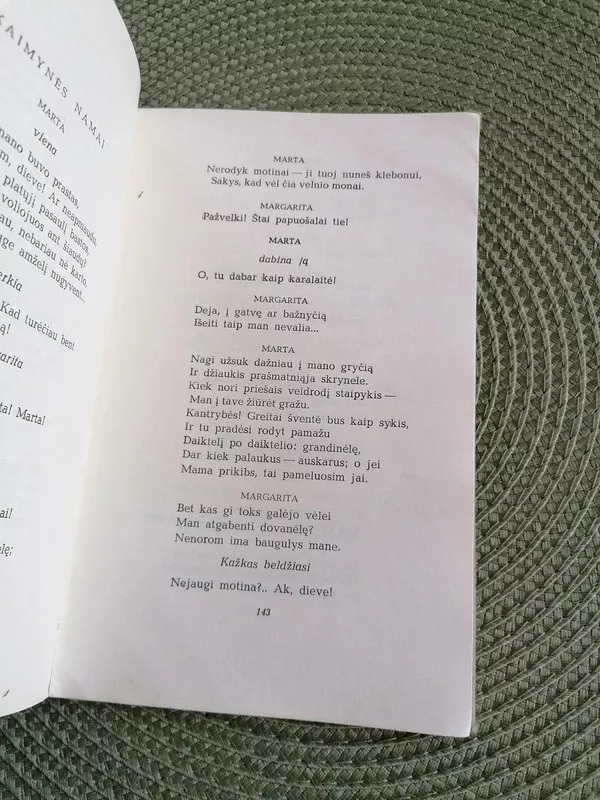 KAIMYNĖS NAMAI
MARTA
viena
mano buvo prastas,
dieve! Ar neapmaudu,
platųjį pasaulį bastos,
voliojuos ant šiaudų?
nebariau nė karto,
amželį nugyvent...
verkia
Kad turėčiau bent
Marta!
MARTA
Nerodyk motinai — ji tuoj nuneš klebonui,
Sakys, kad vėl čia velnio monai.
MARGARITA
Pažvelki! Štai papuošalai tie!
MARTA
dabina ją
O, tu dabar kaip karalaitė!
MARGARITA
Deja, į gatvę ar bažnyčią
Išeiti taip man nevalia...
MARTA
Nagi užsuk dažniau į mano gryčią
Ir džiaukis prašmatniąja skrynele.
Kiek nori priešais veidrodį staipykis —
Man į tave žiūrėt gražu.
Kantrybės! Greitai šventė bus kaip sykis,
Ir tu pradėsi rodyt pamažu
Daiktelį po daiktelio: grandinėlę,
Dar kiek palaukus — auskarus; o jei
Mama prikibs, tai pameluosim jai.
MARGARITA
Bet kas gi toks galėjo vėlei
Man atgabenti dovanėlę?
Nenorom ima baugulys mane.
Kažkas beldžiasi
Nejaugi motina?.. Ak, dieve!
143